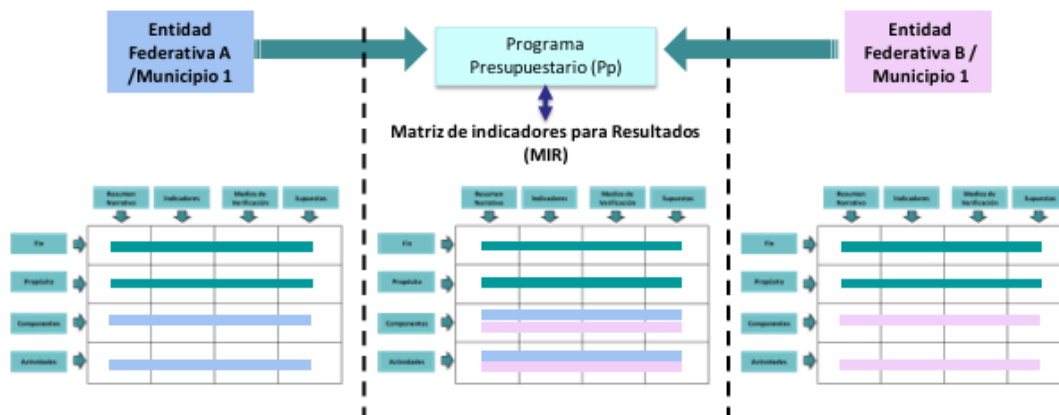 Entidad
Federativa A
/Municipio 1
Programa
Presupuestario (Pp)
Entidad
Federativa B /
Municipio 1
Matriz de indicadores para Resultados
(MIR)
Resumen
Narrativo
Indicadores
Medios de
Verificación
Supuestos
Fin
Propósito
Componentes
Actividades
Resumen
Narrativo
Indicadores
Medios de
Verificación
Supuestos
Fin
Propósito
Componentes
Actividades
Resumen
Narrativo
Indicadores
Medios de
Verificación
Supuestos
Fin
Propósito
Componentes
Actividades